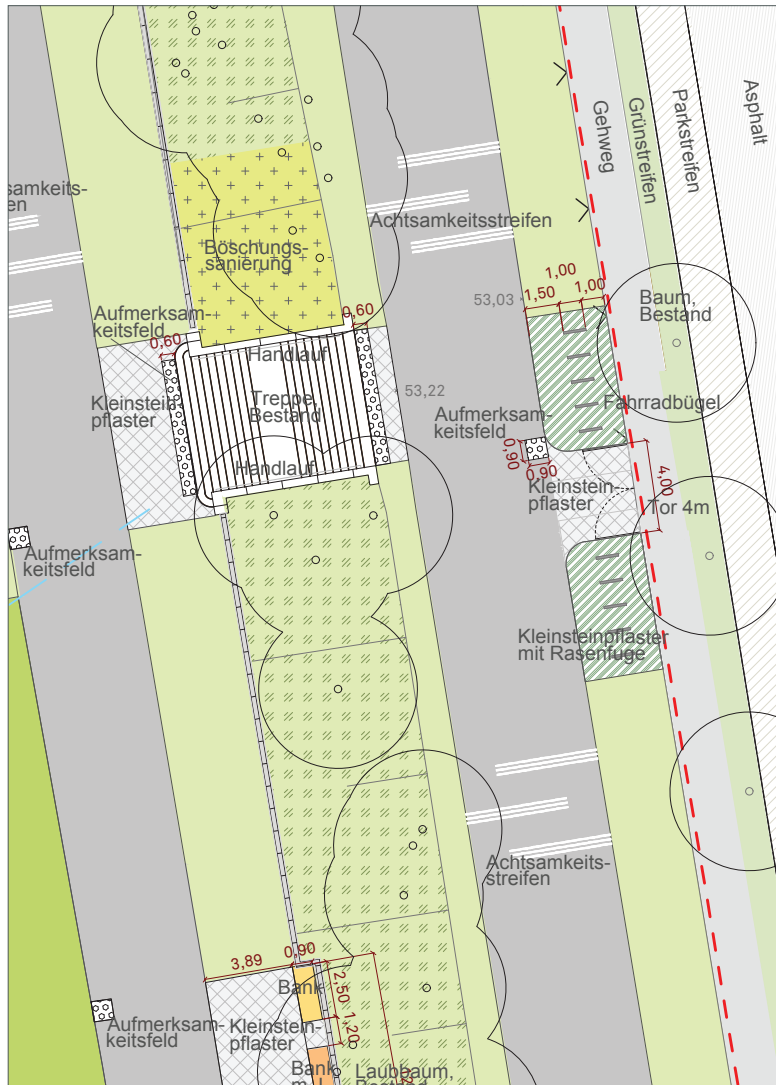 Asphalt
Parkstreifen
Grünstreifen
Gehweg
samkeits-
en
Achtsamkeitsstreifen
Böschungs-
sanierung
53,03
1,50
1,00
1,00
Baum,
Bestand
Aufmerksam-
keitsfeld
0,60
0,60
Handlauf
Kleinstein-
pflaster
Treppe,
Bestand
53,22
Fahrradbügel
Aufmerksam-
keitsfeld
0,90
0,90
4,00
Handlauf
Kleinstein-
pflaster
Tor 4m
Aufmerksam-
keitsfeld
Kleinsteinpflaster
mit Rasenfuge
Achtsamkeits-
streifen
3,89
0,90
Bank
2,50
1,20
Aufmerksam-
keitsfeld
Kleinstein-
pflaster
Bank
Laubbaum,